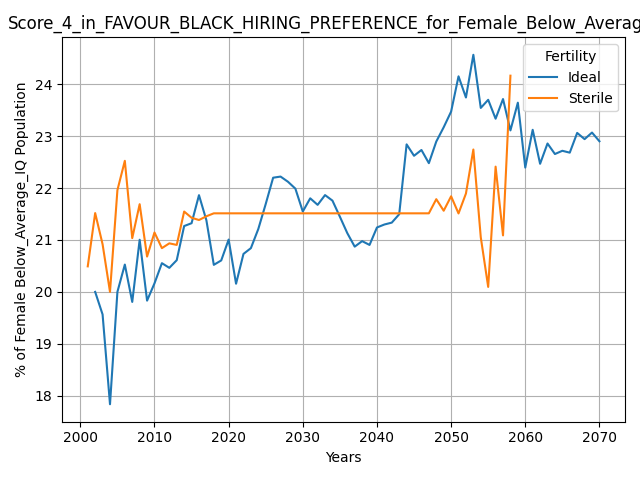 Score_4_in_FAVOUR_BLACK_HIRING_PREFERENCE_for_Female_Below_Averag
Fertility
Ideal
Sterile
% of Female Below_Average_IQ Population
24
23
22
21
20
19
18
2000 2010 2020 2030 2040 2050 2060 2070
Years